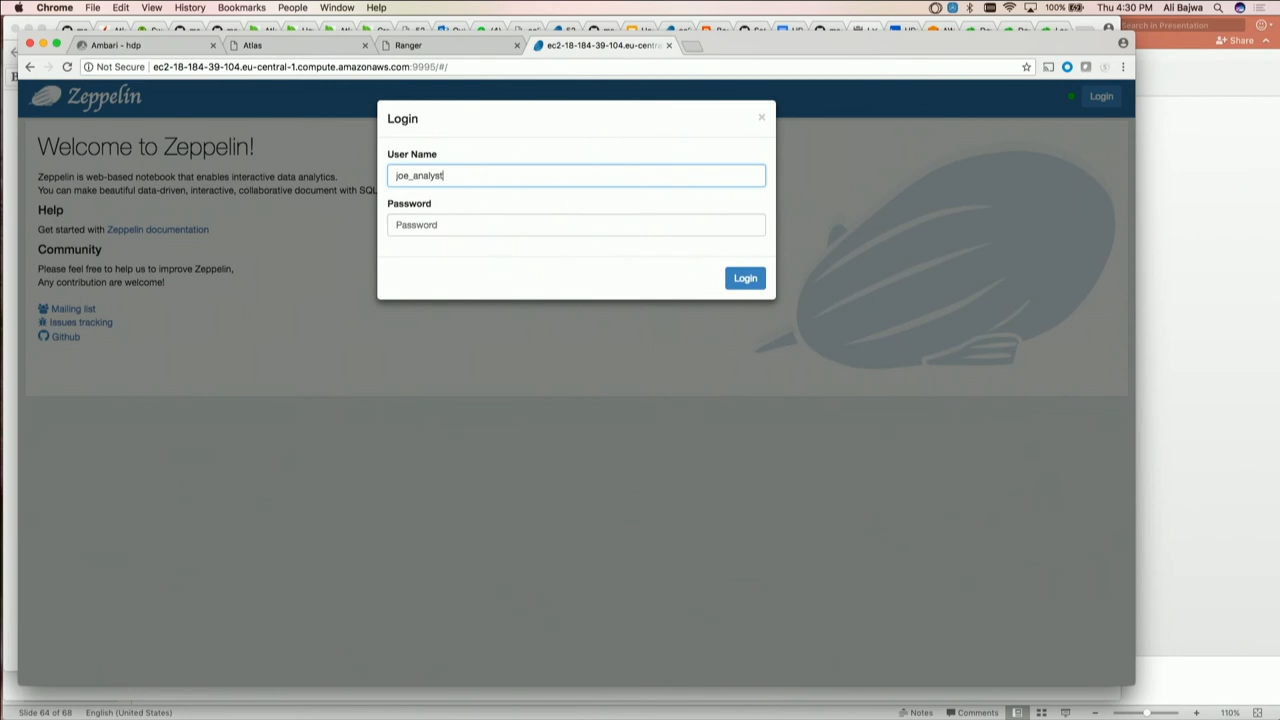 Chrome File Edit View History Bookmarks People Window Help 100% Thu 4:30 PM Ali Bajwa
Search in Presentation
Share
Ambari - hdp
Atlas
Ranger
ec2-18-184-39-104.eu-centra
Not Secure ec2-18-184-39-104.eu-central-1.compute.amazonaws.com:9995/#/
Zeppelin
Login
Login
×
User Name
joe_analyst
Password
Password
Login
Welcome to Zeppelin!
Zeppelin is web-based notebook that enables interactive data analytics.
You can make beautiful data-driven, interactive, collaborative document with SQL
Help
Get started with Zeppelin documentation
Community
Please feel free to help us to improve Zeppelin,
Any contribution are welcome!
Mailing list
Issues tracking
Github
Slide 64 of 68 English (United States) Notes Comments 110%